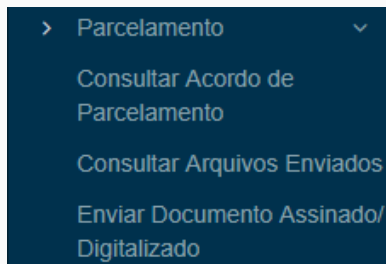 Parcelamento
Consultar Acordo de
Parcelamento
Consultar Arquivos Enviados
Enviar Documento Assinado/
Digitalizado